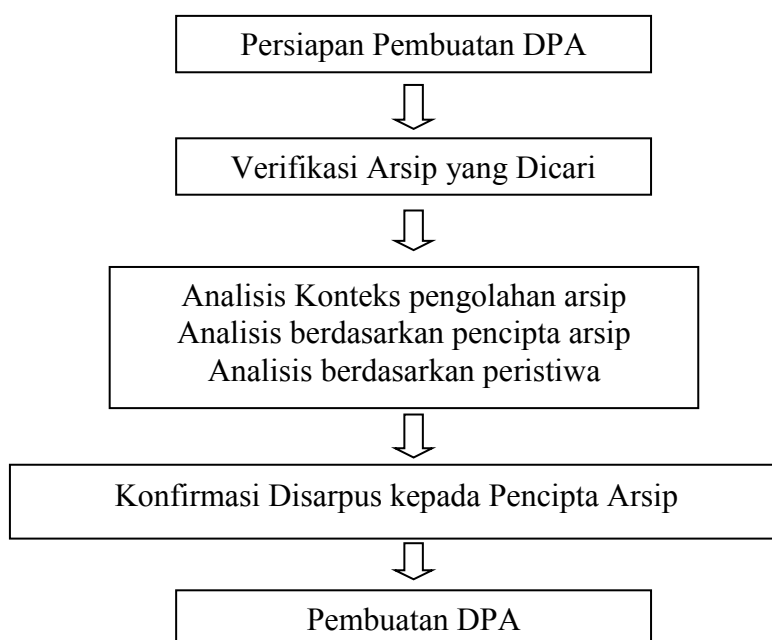 Persiapan Pembuatan DPA
Verifikasi Arsip yang Dicari
Analisis Konteks pengolahan arsip
Analisis berdasarkan pencipta arsip
Analisis berdasarkan peristiwa
Konfirmasi Disarpus kepada Pencipta Arsip
Pembuatan DPA